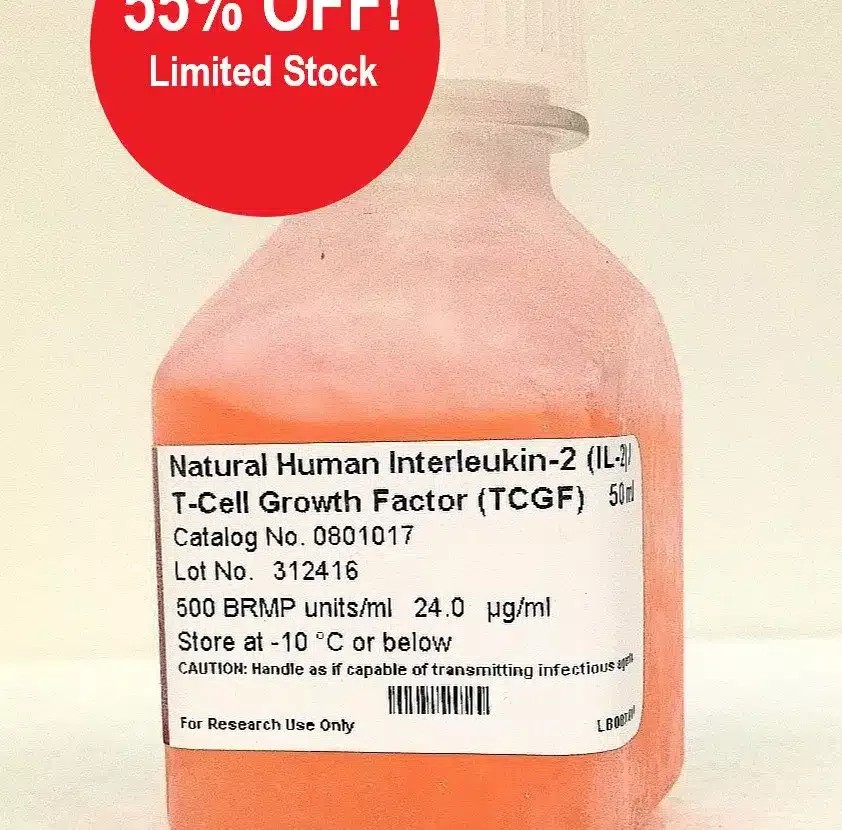 55% OFF!
Limited Stock
Natural Human Interleukin-2 (IL-2)/
T-Cell Growth Factor (TCGF) 50ml
Catalog No. 0801017
Lot No. 312416
500 BRMP units/ml 24.0 µg/ml
Store at -10 °C or below
CAUTION: Handle as if capable of transmitting infectious agents
For Research Use Only